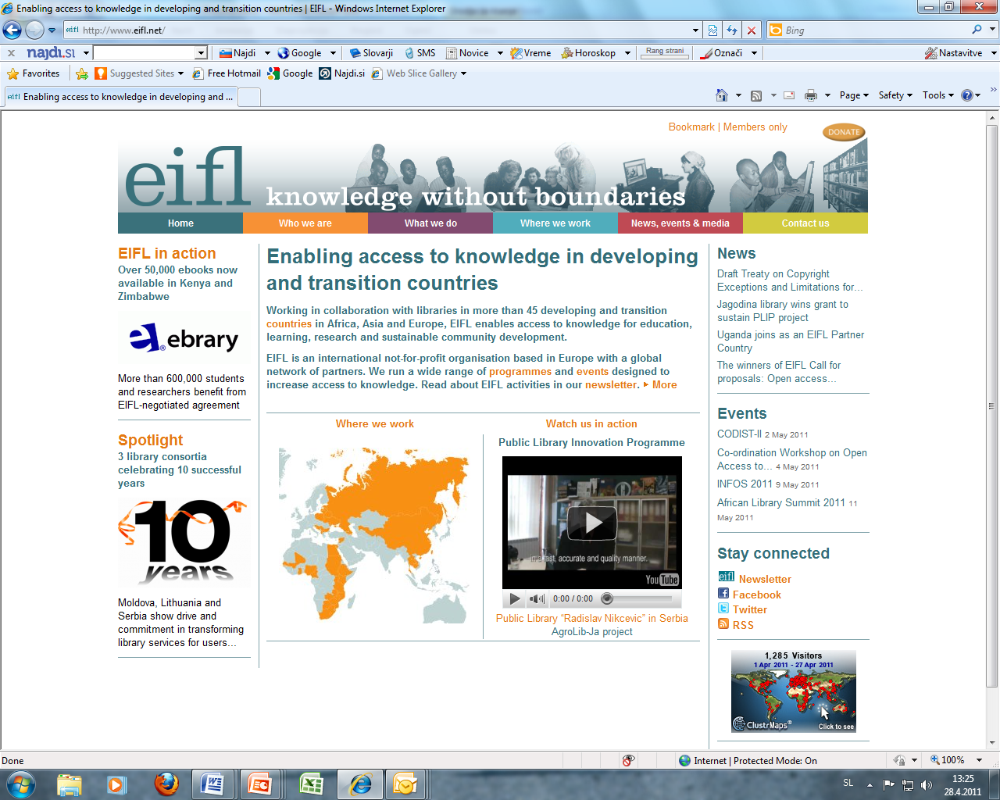 Enabling access to knowledge in developing and transition countries | EIFL - Windows Internet Explorer
eifl http://www.eifl.net/
Bing
x najdi.si Najdi Google Slovarji SMS Novice Vreme Horoskop Rang strani Označi Nastavitve
Favorites Suggested Sites Free Hotmail Google Najdi.si Web Slice Gallery
eifl Enabling access to knowledge in developing and ...
Page Safety Tools
Bookmark | Members only
DONATE
eifl
knowledge without boundaries
Home Who we are What we do Where we work News, events & media Contact us
EIFL in action
Over 50,000 ebooks now
available in Kenya and
Zimbabwe
ebrary
More than 600,000 students
and researchers benefit from
EIFL-negotiated agreement
Spotlight
3 library consortia
celebrating 10 successful
years
10
years
Moldova, Lithuania and
Serbia show drive and
commitment in transforming
library services for users...
Enabling access to knowledge in developing
and transition countries
Working in collaboration with libraries in more than 45 developing and transition
countries in Africa, Asia and Europe, EIFL enables access to knowledge for education,
learning, research and sustainable community development.
EIFL is an international not-for-profit organisation based in Europe with a global
network of partners. We run a wide range of programmes and events designed to
increase access to knowledge. Read about EIFL activities in our newsletter. More
Where we work
Watch us in action
Public Library Innovation Programme
in a fast, accurate and quality manner.
YouTube
0:00 / 0:00
Public Library “Radislav Nikcevic” in Serbia
AgroLib-Ja project
News
Draft Treaty on Copyright
Exceptions and Limitations for...
Jagodina library wins grant to
sustain PLIP project
Uganda joins as an EIFL Partner
Country
The winners of EIFL Call for
proposals: Open access...
Events
CODIST-II 2 May 2011
Co-ordination Workshop on Open
Access to... 4 May 2011
INFOS 2011 9 May 2011
African Library Summit 2011 11
May 2011
Stay connected
eifl Newsletter
Facebook
Twitter
RSS
1,285 Visitors
1 Apr 2011 - 27 Apr 2011
ClustrMaps® Click to see
Done
Internet | Protected Mode: On
100%
SL
13:25
28.4.2011